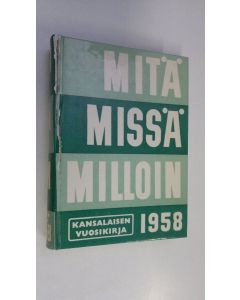 MITÄ
MISSÄ
MILLOIN
KANSALAISEN
VUOSIKIRJA
1958